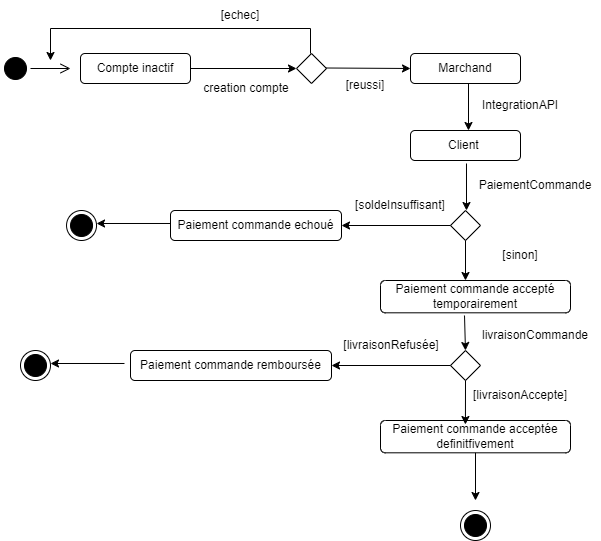 [echec]
Compte inactif
creation compte
[reussi]
Marchand
IntegrationAPI
Client
PaiementCommande
[soldeInsuffisant]
Paiement commande echoué
[sinon]
Paiement commande accepté
temporairement
livraisonCommande
[livraisonRefusée]
Paiement commande remboursée
[livraisonAccepte]
Paiement commande acceptée
definitfivement